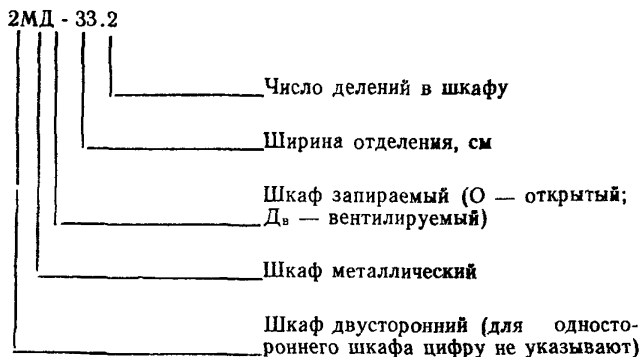 2МД - 33.2
Число делений в шкафу
Ширина отделения, см
Шкаф запираемый (О — открытый;
Дв — вентилируемый)
Шкаф металлический
Шкаф двусторонний (для односто-
роннего шкафа цифру не указывают)